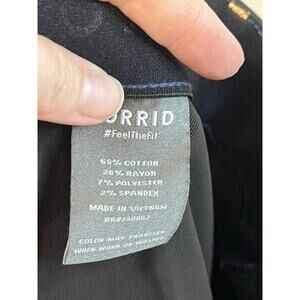 ORRID
#FeelTheFit
65% COTTON
26% RAYON
7% POLYESTER
2% SPANDEX
MADE IN VIETNAM
COLOR MAY TRANSFER
WHEN WORN OR WASHED